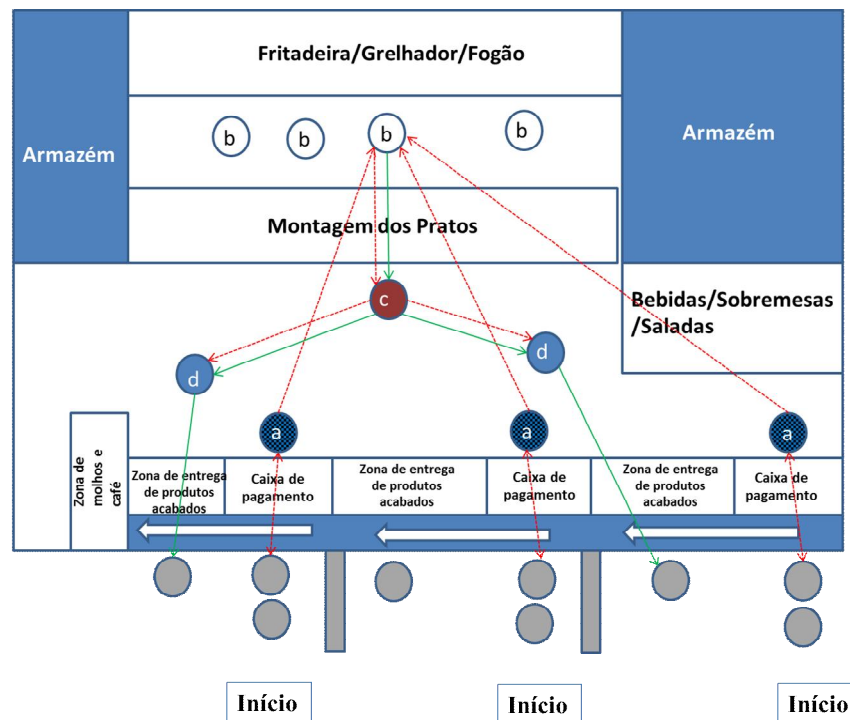 Fritadeira/Grelhador/Fogão
Armazém
b
b
b
b
Armazém
Montagem dos Pratos
c
Bebidas/Sobremesas
/Saladas
d
d
a
a
a
Zona de
molhos e
café
Zona de entrega
de produtos
acabados
Caixa de
pagamento
Zona de entrega
de produtos
acabados
Caixa de
pagamento
Zona de entrega
de produtos
acabados
Caixa de
pagamento
Início
Início
Início